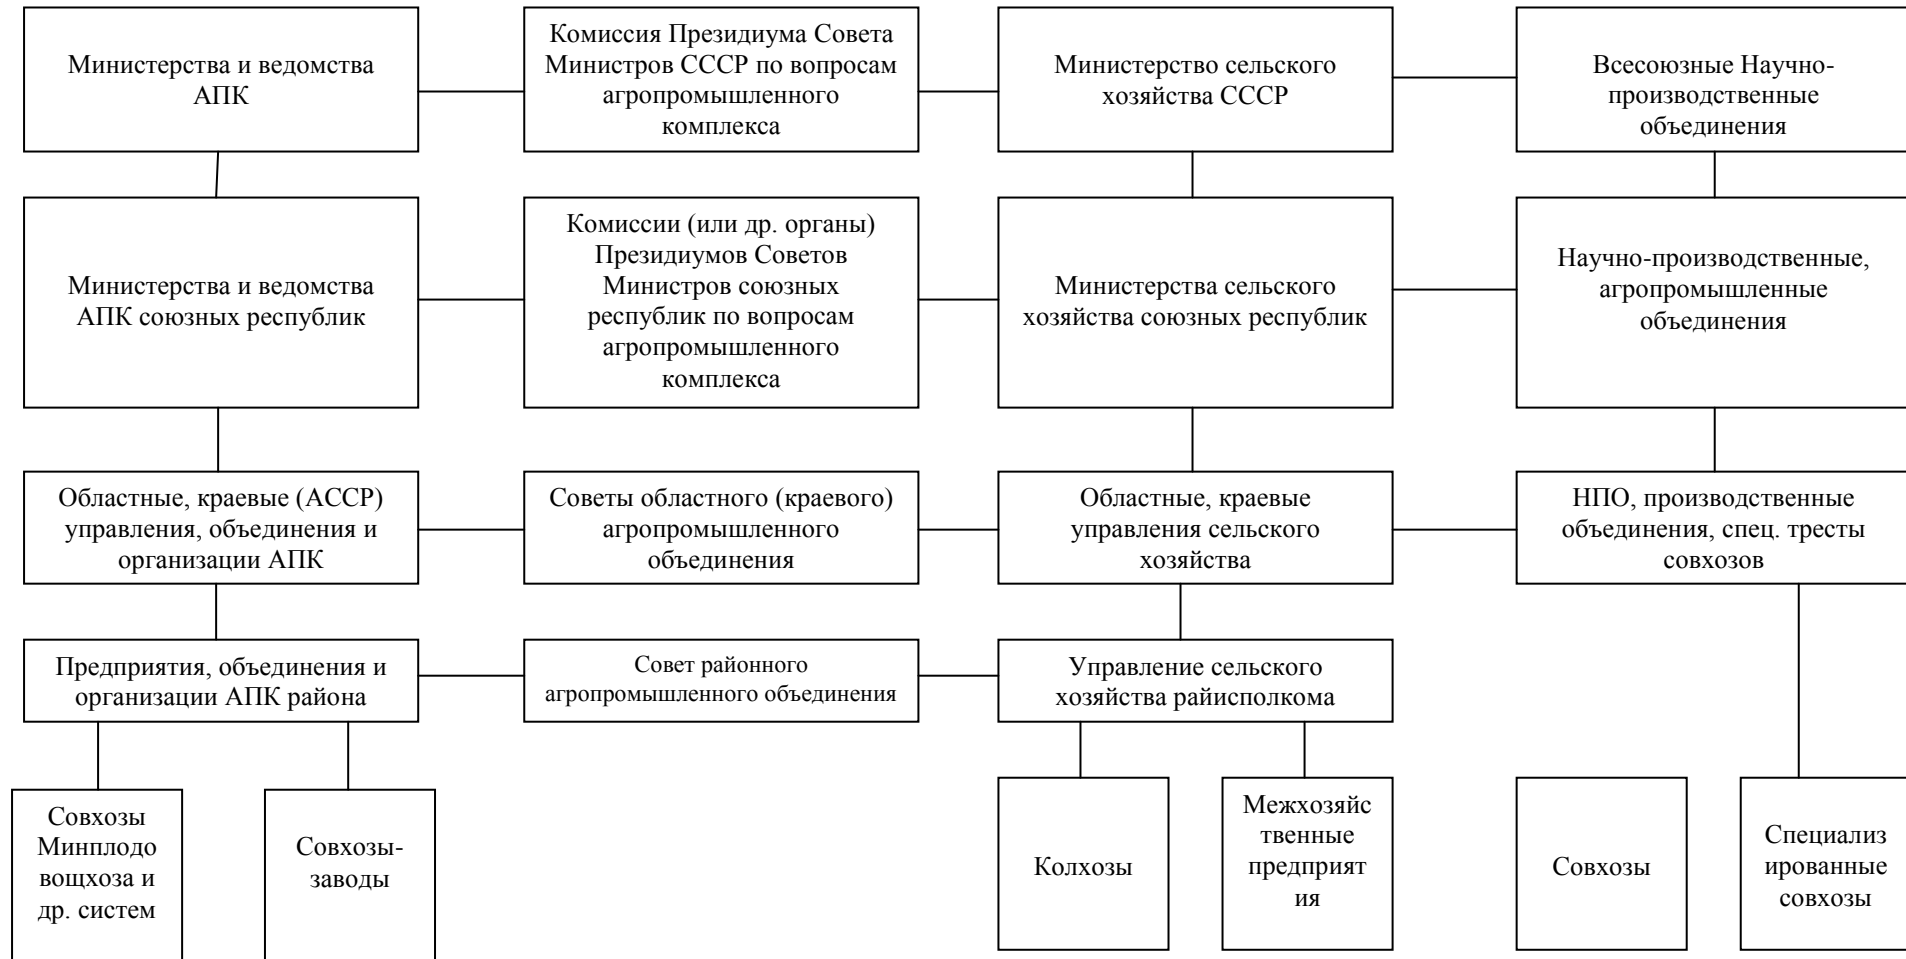 Министерства и ведомства
АПК
Комиссия Президиума Совета
Министров СССР по вопросам
агропромышленного
комплекса
Министерство сельского
хозяйства СССР
Всесоюзные Научно-
производственные
объединения
Министерства и ведомства
АПК союзных республик
Комиссии (или др. органы)
Президиумов Советов
Министров союзных
республик по вопросам
агропромышленного
комплекса
Министерства сельского
хозяйства союзных республик
Научно-производственные,
агропромышленные
объединения
Областные, краевые (АССР)
управления, объединения и
организации АПК
Советы областного (краевого)
агропромышленного
объединения
Областные, краевые
управления сельского
хозяйства
НПО, производственные
объединения, спец. тресты
совхозов
Предприятия, объединения и
организации АПК района
Совет районного
агропромышленного объединения
Управление сельского
хозяйства райисполкома
Совхозы
Минплодо
вощхоза и
др. систем
Совхозы-
заводы
Колхозы
Межхозяйс
твенные
предприят
ия
Совхозы
Специализ
ированные
совхозы